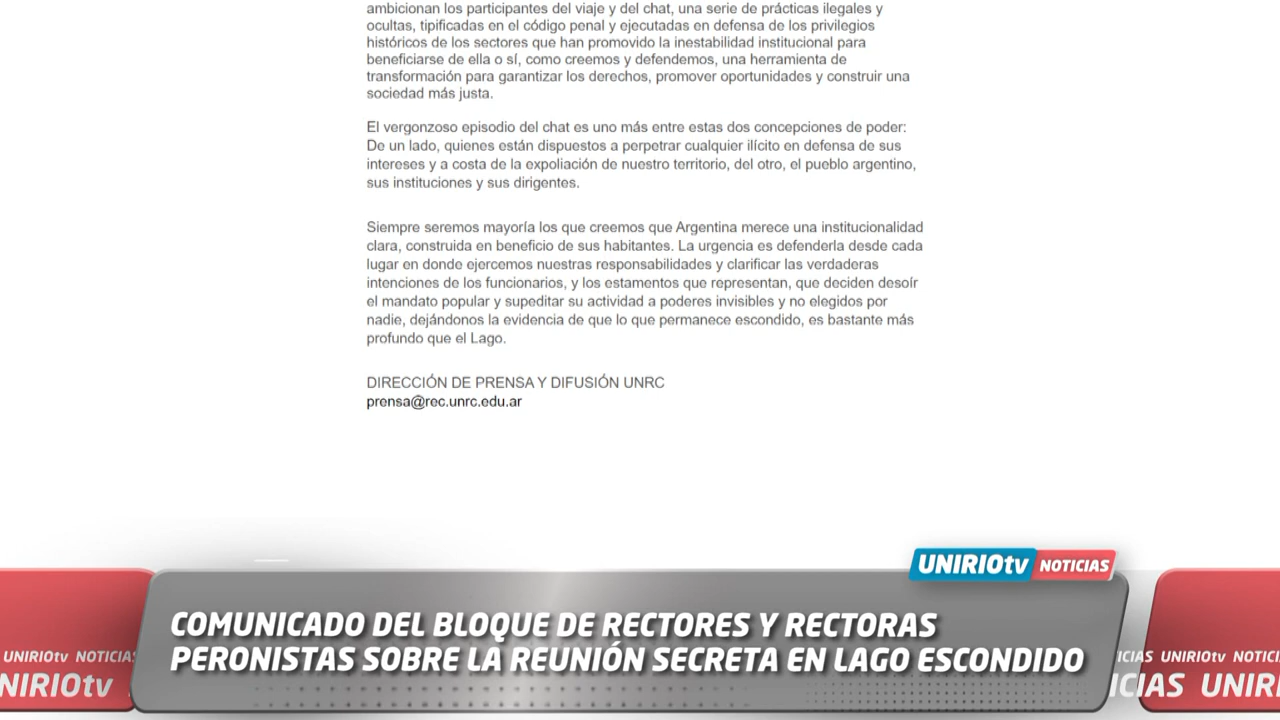 ambicionan los participantes del viaje y del chat, una serie de prácticas ilegales y
ocultas, tipificadas en el código penal y ejecutadas en defensa de los privilegios
históricos de los sectores que han promovido la inestabilidad institucional para
beneficiarse de ella o sí, como creemos y defendemos, una herramienta de
transformación para garantizar los derechos, promover oportunidades y construir una
sociedad más justa.
El vergonzoso episodio del chat es uno más entre estas dos concepciones de poder:
De un lado, quienes están dispuestos a perpetrar cualquier ilícito en defensa de sus
intereses y a costa de la expoliación de nuestro territorio, del otro, el pueblo argentino,
sus instituciones y sus dirigentes.
Siempre seremos mayoría los que creemos que Argentina merece una institucionalidad
clara, construida en beneficio de sus habitantes. La urgencia es defenderla desde cada
lugar en donde ejercemos nuestras responsabilidades y clarificar las verdaderas
intenciones de los funcionarios, y los estamentos que representan, que deciden desoír
el mandato popular y supeditar su actividad a poderes invisibles y no elegidos por
nadie, dejándonos la evidencia de que lo que permanece escondido, es bastante más
profundo que el Lago.
DIRECCIÓN DE PRENSA Y DIFUSIÓN UNRC
prensa@rec.unrc.edu.ar
UNIRIOtv NOTICIAS
COMUNICADO DEL BLOQUE DE RECTORES Y RECTORAS
PERONISTAS SOBRE LA REUNIÓN SECRETA EN LAGO ESCONDIDO
UNIRIOtv NOTICIAS
NIRIOtv
ICIAS UNIRIOtv NOTICI
ICIAS UNIRI